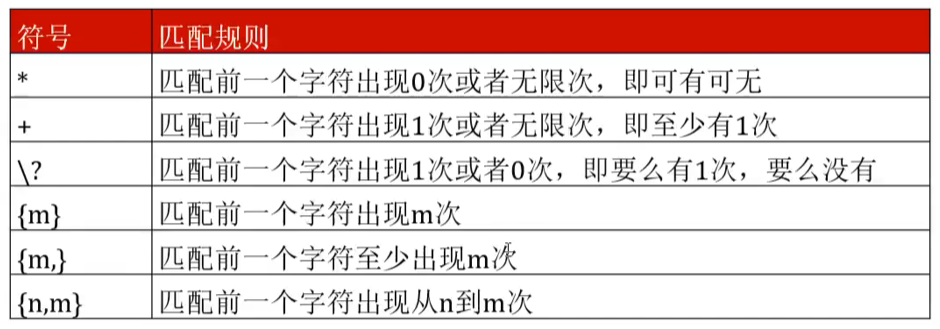 符号 匹配规则
* 匹配前一个字符出现0次或者无限次，即可有可无
+ 匹配前一个字符出现1次或者无限次，即至少有1次
\? 匹配前一个字符出现1次或者0次，即要么有1次，要么没有
{m} 匹配前一个字符出现m次
{m,} 匹配前一个字符至少出现m次
{n,m} 匹配前一个字符出现从n到m次